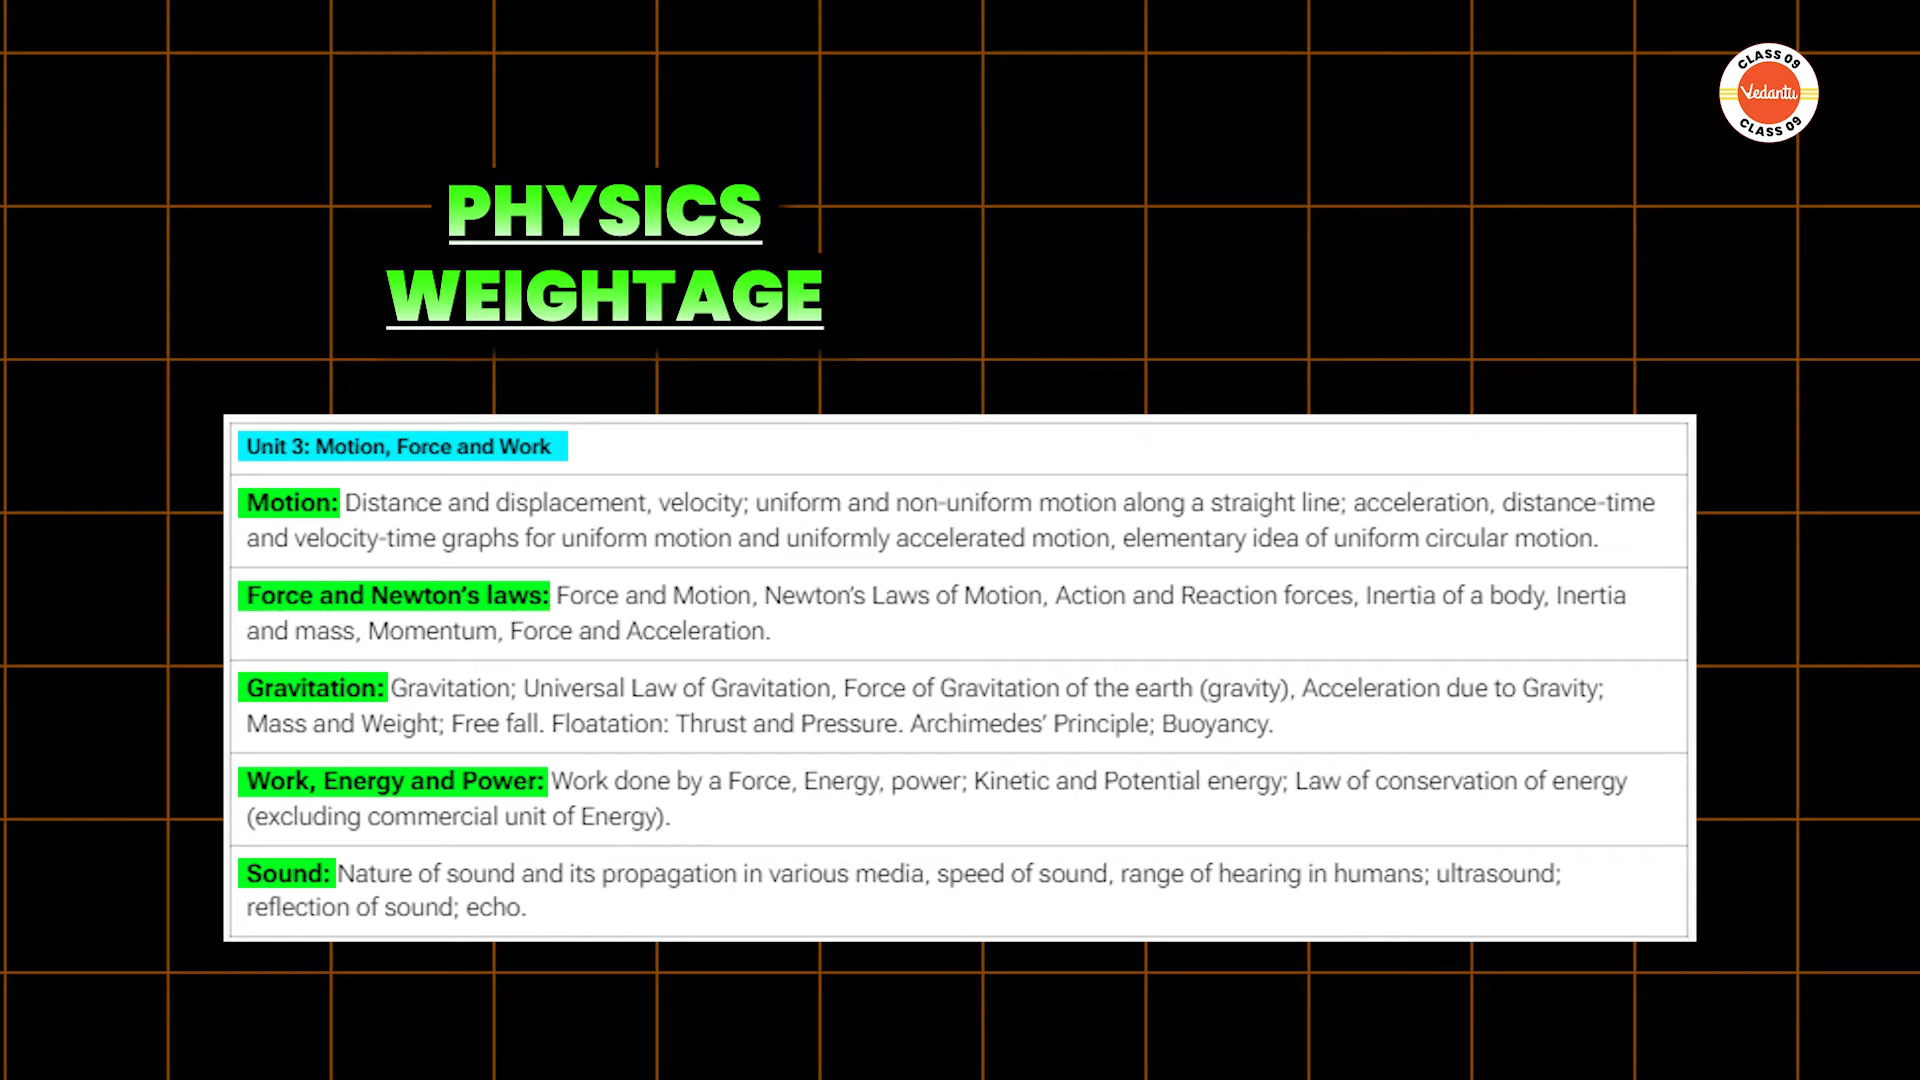 CLASS 09
Vedantu
CLASS 09
PHYSICS
WEIGHTAGE
Unit 3: Motion, Force and Work
Motion: Distance and displacement, velocity; uniform and non-uniform motion along a straight line; acceleration, distance-time
and velocity-time graphs for uniform motion and uniformly accelerated motion, elementary idea of uniform circular motion.
Force and Newton’s laws: Force and Motion, Newton’s Laws of Motion, Action and Reaction forces, Inertia of a body, Inertia
and mass, Momentum, Force and Acceleration.
Gravitation: Gravitation; Universal Law of Gravitation, Force of Gravitation of the earth (gravity), Acceleration due to Gravity;
Mass and Weight; Free fall. Floatation: Thrust and Pressure. Archimedes’ Principle; Buoyancy.
Work, Energy and Power: Work done by a Force, Energy, power; Kinetic and Potential energy; Law of conservation of energy
(excluding commercial unit of Energy).
Sound: Nature of sound and its propagation in various media, speed of sound, range of hearing in humans; ultrasound;
reflection of sound; echo.